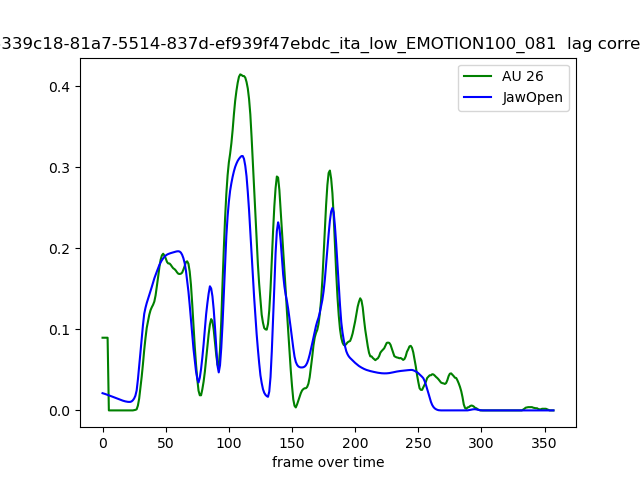 339c18-81a7-5514-837d-ef939f47ebdc_ita_low_EMOTION100_081 lag corre
AU 26
JawOpen
0.4
0.3
0.2
0.1
0.0
0 50 100 150 200 250 300 350
frame over time